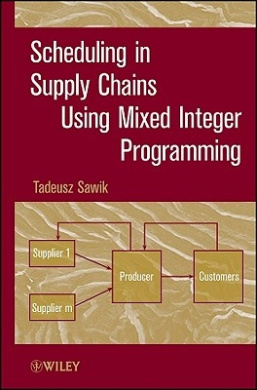 Scheduling in
Supply Chains
Using Mixed Integer
Programming
Tadeusz Sawik
Supplier 1
Producer
Customers
Supplier m
WILEY